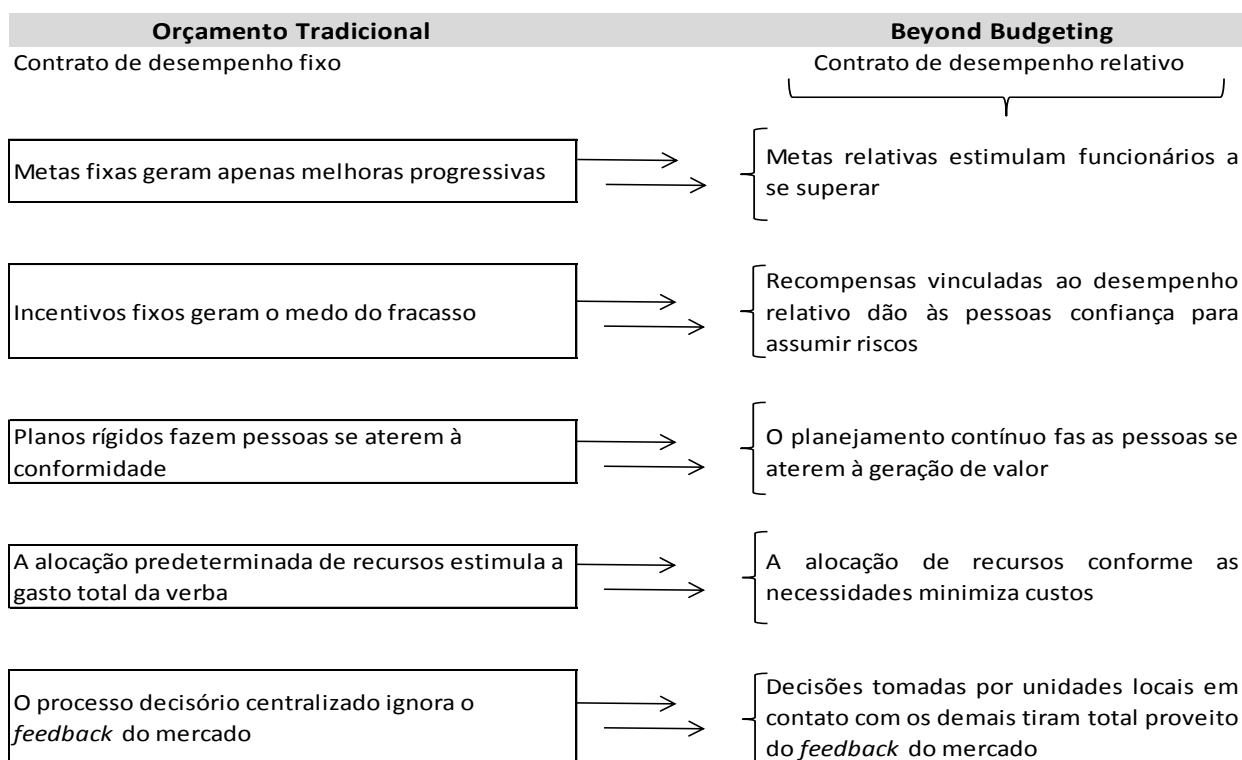 Orçamento Tradicional
Beyond Budgeting
Contrato de desempenho fixo
Contrato de desempenho relativo
Metas fixas geram apenas melhoras progressivas
Metas relativas estimulam funcionários a
se superar
Incentivos fixos geram o medo do fracasso
Recompensas vinculadas ao desempenho
relativo dão às pessoas confiança para
assumir riscos
Planos rígidos fazem pessoas se aterem à
conformidade
O planejamento contínuo fas as pessoas se
aterem à geração de valor
A alocação predeterminada de recursos estimula a
gasto total da verba
A alocação de recursos conforme as
necessidades minimiza custos
O processo decisório centralizado ignora o
feedback do mercado
Decisões tomadas por unidades locais em
contato com os demais tiram total proveito
do feedback do mercado